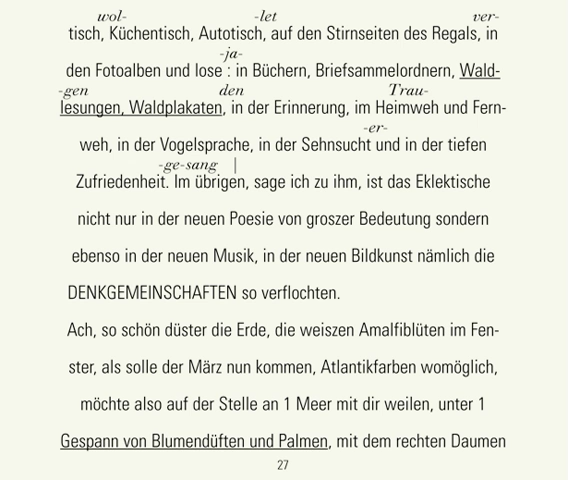 wol- -let ver-
tisch, Küchentisch, Autotisch, auf den Stirnseiten des Regals, in
-ja-
den Fotoalben und lose : in Büchern, Briefsammelordnern, Wald-
-gen den Trau-
lesungen, Waldplakaten, in der Erinnerung, im Heimweh und Fern-
-er-
weh, in der Vogelsprache, in der Sehnsucht und in der tiefen
-ge-sang |
Zufriedenheit. Im übrigen, sage ich zu ihm, ist das Eklektische
nicht nur in der neuen Poesie von groszer Bedeutung sondern
ebenso in der neuen Musik, in der neuen Bildkunst nämlich die
DENKGEMEINSCHAFTEN so verflochten.
Ach, so schön düster die Erde, die weiszen Amalfiblüten im Fen-
ster, als solle der März nun kommen, Atlantikfarben womöglich,
möchte also auf der Stelle an 1 Meer mit dir weilen, unter 1
Gespann von Blumendüften und Palmen, mit dem rechten Daumen
27